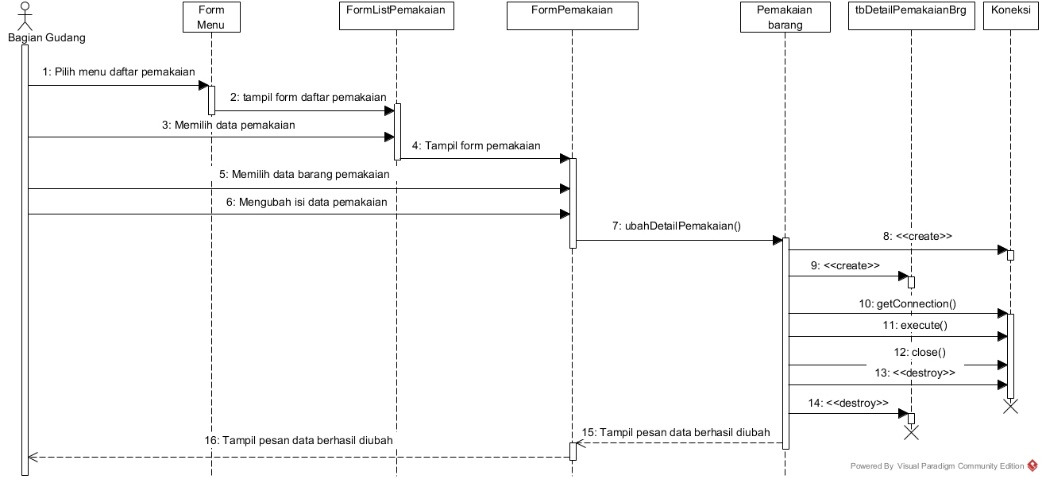 Form
Menu
FormListPemakaian
FormPemakaian
Pemakaian
barang
tbDetailPemakaianBrg
Koneksi
Bagian Gudang
1: Pilih menu daftar pemakaian
2: tampil form daftar pemakaian
3: Memilih data pemakaian
4: Tampil form pemakaian
5: Memilih data barang pemakaian
6: Mengubah isi data pemakaian
7: ubahDetailPemakaian()
8: <<create>>
9: <<create>>
10: getConnection()
11: execute()
12: close()
13: <<destroy>>
14: <<destroy>>
15: Tampil pesan data berhasil diubah
16: Tampil pesan data berhasil diubah
Powered By Visual Paradigm Community Edition